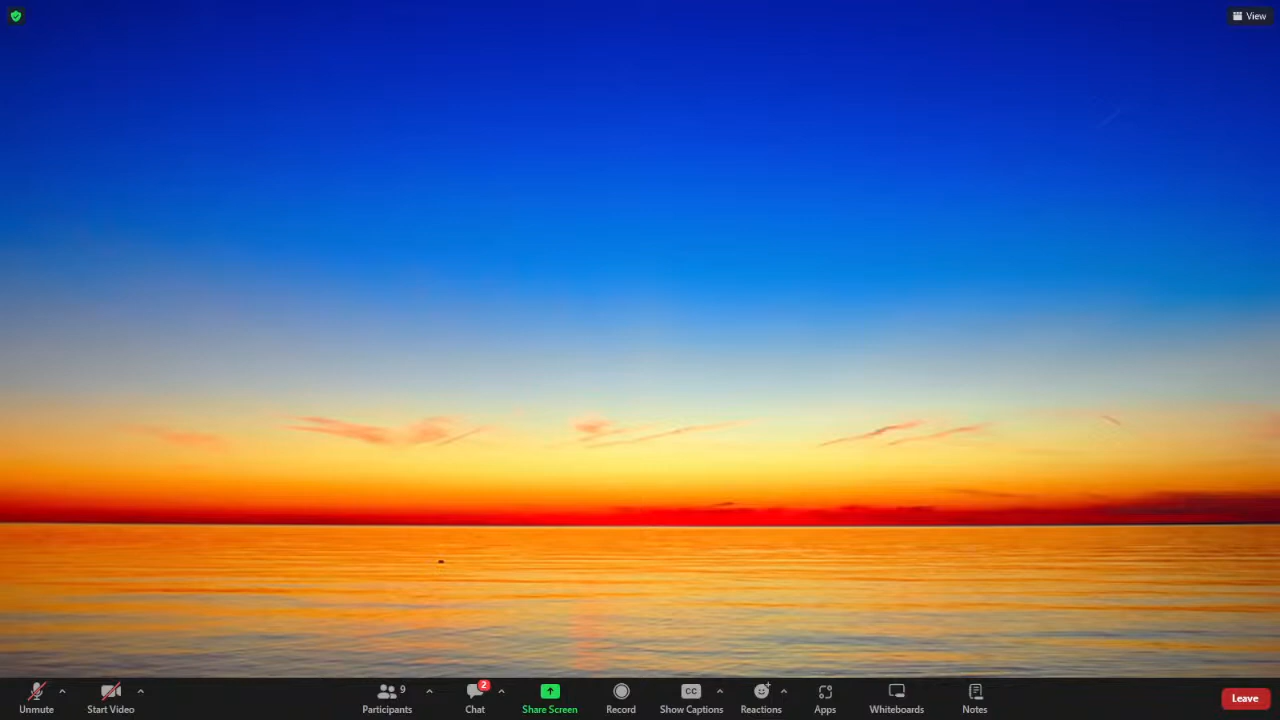 View
9
2
CC
Unmute
Start Video
Participants
Chat
Share Screen
Record
Show Captions
Reactions
Apps
Whiteboards
Notes
Leave